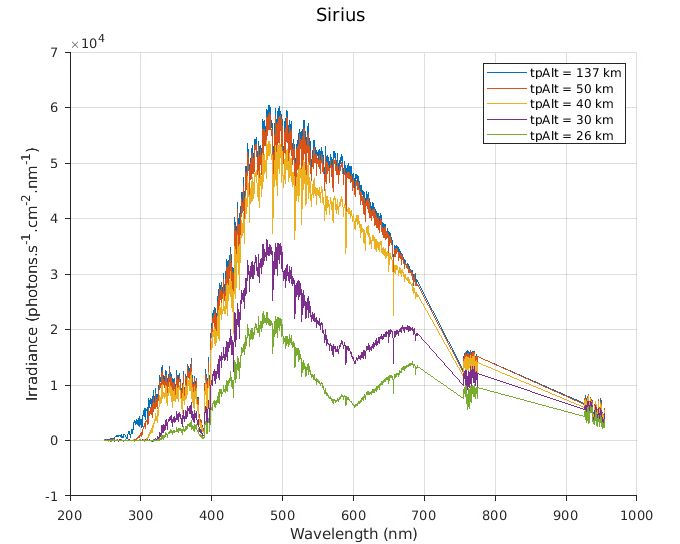 Sirius
×10^4
7
6
5
4
3
2
1
0
-1
200 300 400 500 600 700 800 900 1000
Wavelength (nm)
Irradiance (photons.s^-1.cm^-2.nm^-1)
tpAlt = 137 km
tpAlt = 50 km
tpAlt = 40 km
tpAlt = 30 km
tpAlt = 26 km